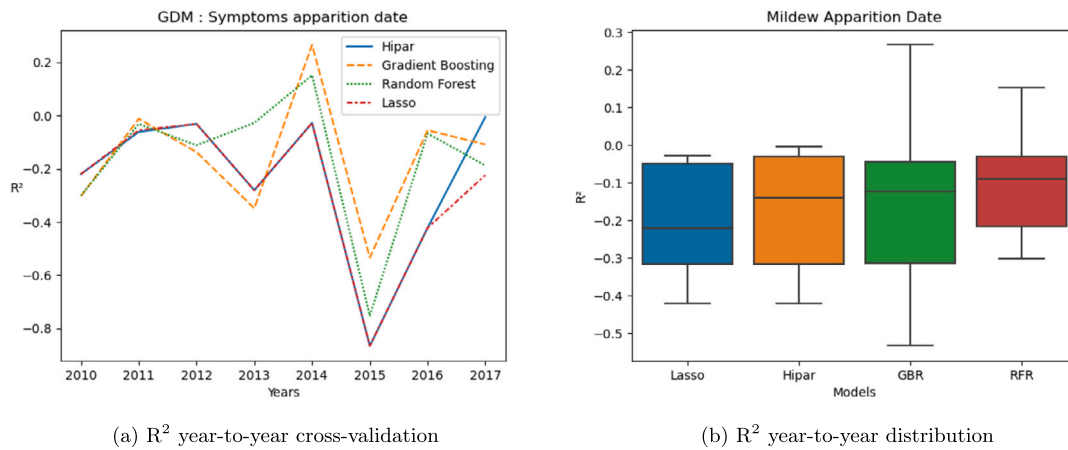 GDM : Symptoms apparition date
Hipar
Gradient Boosting
Random Forest
Lasso
0.2
0.0
−0.2
−0.4
−0.6
−0.8
R²
2010 2011 2012 2013 2014 2015 2016 2017
Years
(a) R² year-to-year cross-validation
Mildew Apparition Date
0.3
0.2
0.1
0.0
−0.1
−0.2
−0.3
−0.4
−0.5
R²
Lasso Hipar GBR RFR
Models
(b) R² year-to-year distribution